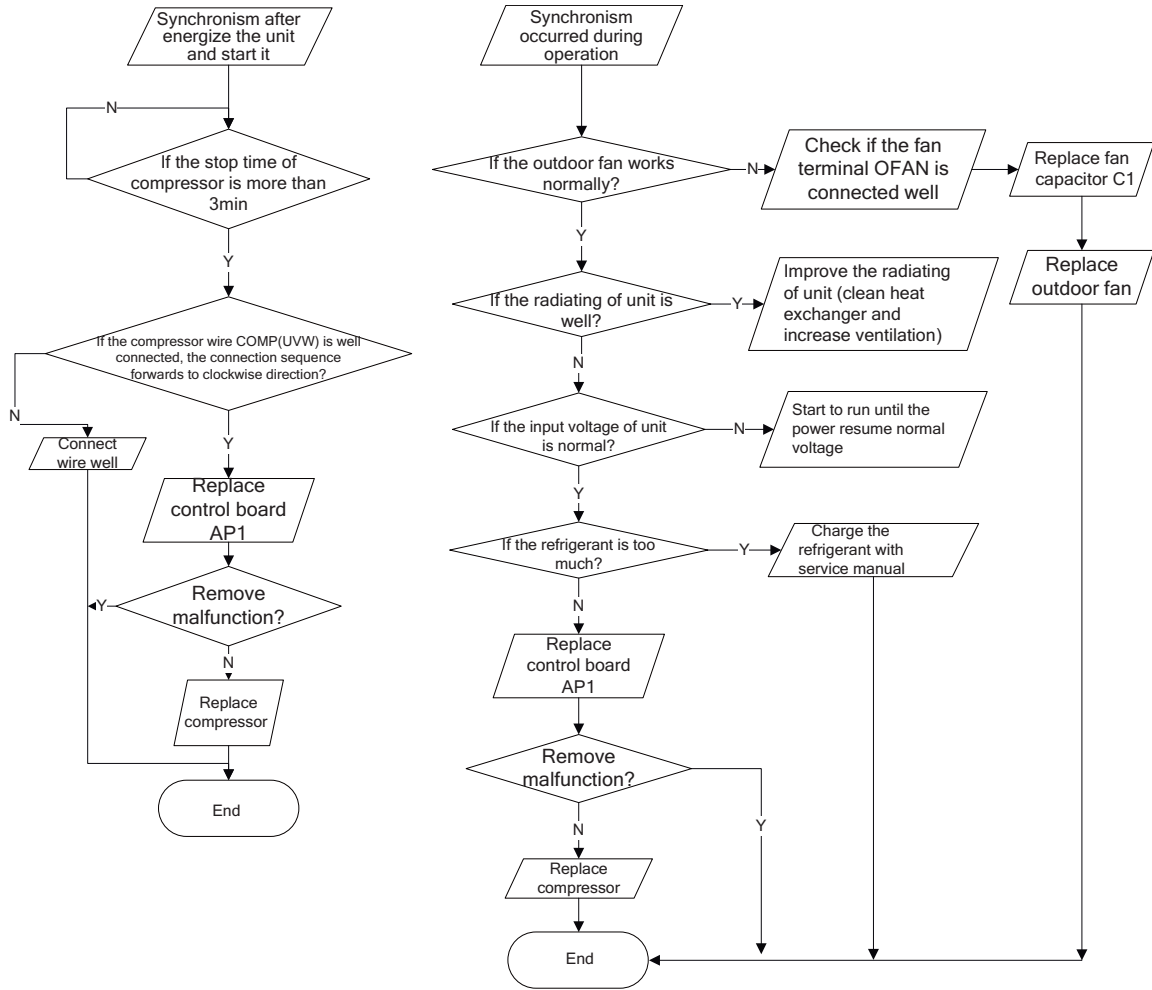 Synchronism after
energize the unit
and start it
N
If the stop time of
compressor is more than
3min
Y
If the compressor wire COMP(UVW) is well
connected, the connection sequence
forwards to clockwise direction?
N
Connect
wire well
Y
Replace
control board
AP1
Remove
malfunction?
Y
N
Replace
compressor
End
Synchronism
occurred during
operation
If the outdoor fan works
normally?
N
Check if the fan
terminal OFAN is
connected well
Replace fan
capacitor C1
Replace
outdoor fan
Y
If the radiating of unit is
well?
Y
Improve the radiating
of unit (clean heat
exchanger and
increase ventilation)
N
If the input voltage of unit
is normal?
N
Start to run until the
power resume normal
voltage
Y
If the refrigerant is too
much?
Y
Charge the
refrigerant with
service manual
N
Replace
control board
AP1
Remove
malfunction?
Y
N
Replace
compressor
End